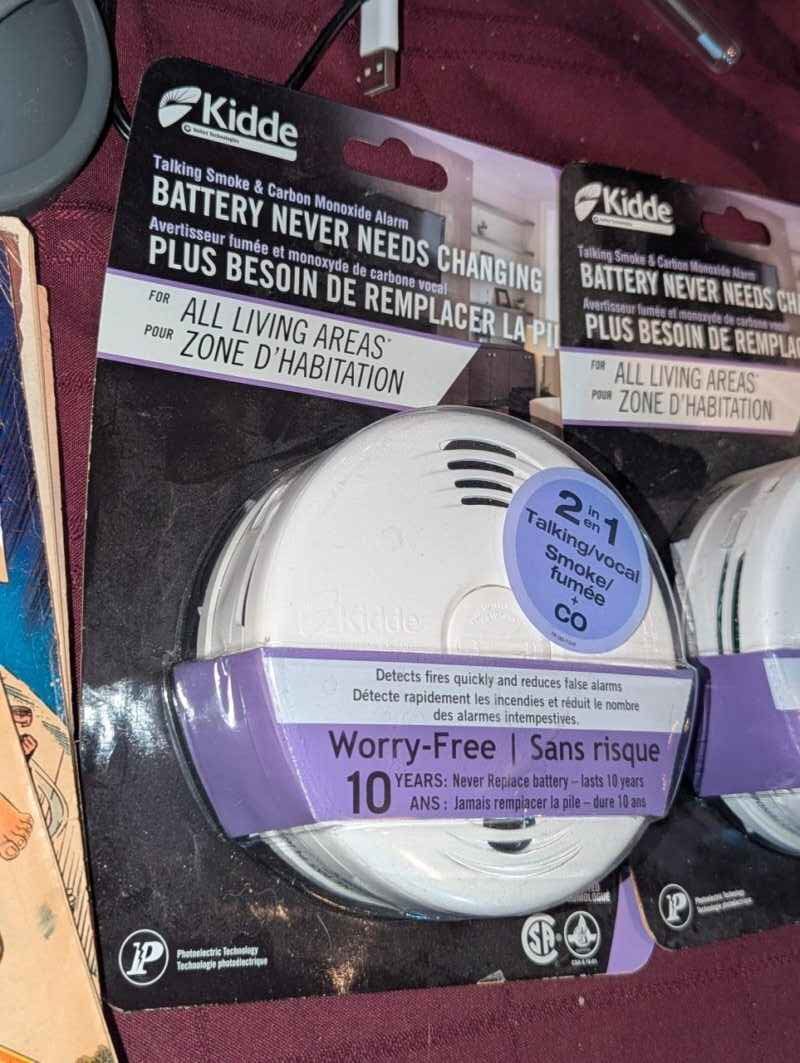 Kidde
Talking Smoke & Carbon Monoxide Alarm
BATTERY NEVER NEEDS CHANGING
Avertisseur fumée et monoxyde de carbone vocal
PLUS BESOIN DE REMPLACER LA PI
FOR ALL LIVING AREAS*
POUR ZONE D'HABITATION
2 in en 1
Talking/vocal
Smoke/
fumée
+
CO
Kidde
Detects fires quickly and reduces false alarms
Détecte rapidement les incendies et réduit le nombre
des alarmes intempestives.
Worry-Free | Sans risque
10 YEARS: Never Replace battery – lasts 10 years
ANS : Jamais remplacer la pile – dure 10 ans
P
Photoelectric Technology
Technologie photoélectrique
Kidde
Talking Smoke & Carbon Monoxide Alarm
BATTERY NEVER NEEDS CH
Avertisseur fumée et monoxyde de carbone vocal
PLUS BESOIN DE REMPLAC
FOR ALL LIVING AREAS*
POUR ZONE D'HABITATION
P
Photoelectric Technology
Technologie photoélectrique